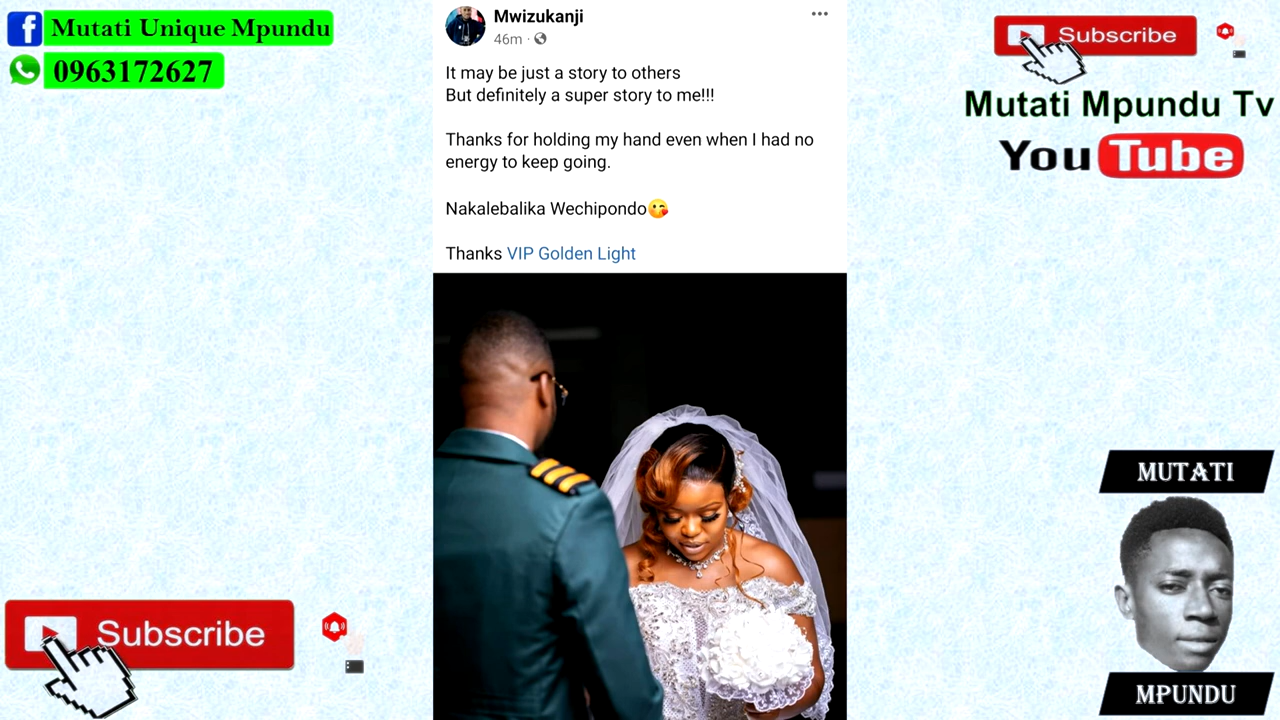 Mutati Unique Mpundu
0963172627
Mwizukanji
46m
It may be just a story to others
But definitely a super story to me!!!
Thanks for holding my hand even when I had no
energy to keep going.
Nakalebalika Wechipondo😘
Thanks VIP Golden Light
Subscribe
Mutati Mpundu Tv
YouTube
Subscribe
MUTATI
MPUNDU